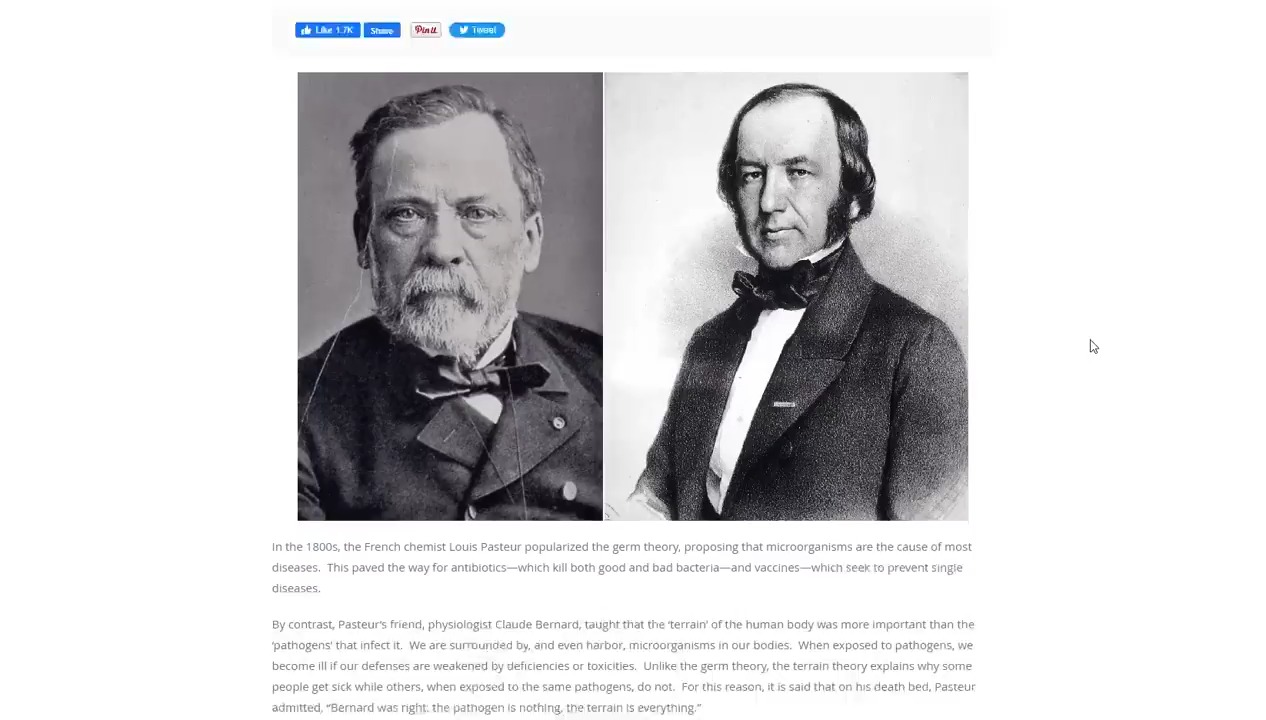 Like 1.7K Share Pin it Tweet
In the 1800s, the French chemist Louis Pasteur popularized the germ theory, proposing that microorganisms are the cause of most
diseases.  This paved the way for antibiotics—which kill both good and bad bacteria—and vaccines—which seek to prevent single
diseases.
By contrast, Pasteur's friend, physiologist Claude Bernard, taught that the 'terrain' of the human body was more important than the
'pathogens' that infect it.  We are surrounded by, and even harbor, microorganisms in our bodies.  When exposed to pathogens, we
become ill if our defenses are weakened by deficiencies or toxicities.  Unlike the germ theory, the terrain theory explains why some
people get sick while others, when exposed to the same pathogens, do not.  For this reason, it is said that on his death bed, Pasteur
admitted, "Bernard was right. the pathogen is nothing, the terrain is everything."